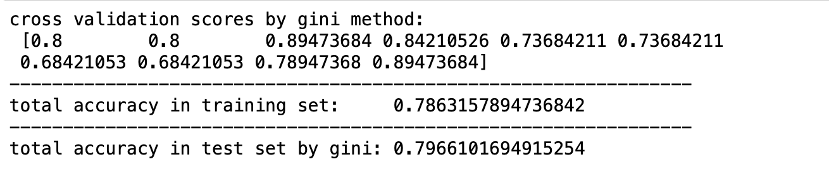 cross validation scores by gini method:
[0.8 0.8 0.89473684 0.84210526 0.73684211 0.73684211
0.68421053 0.68421053 0.78947368 0.89473684]
--------------------------------------------------------------------
total accuracy in training set: 0.7863157894736842
--------------------------------------------------------------------
total accuracy in test set by gini: 0.7966101694915254